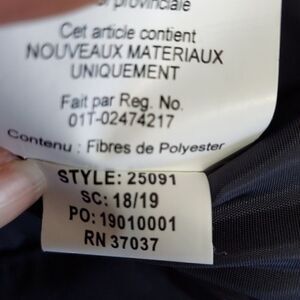 provinciale
Cet article contient
NOUVEAUX MATERIAUX
UNIQUEMENT
Fait par Reg. No.
01T-02474217
Contenu : Fibres de Polyester
STYLE: 25091
SC: 18/19
PO: 19010001
RN 37037